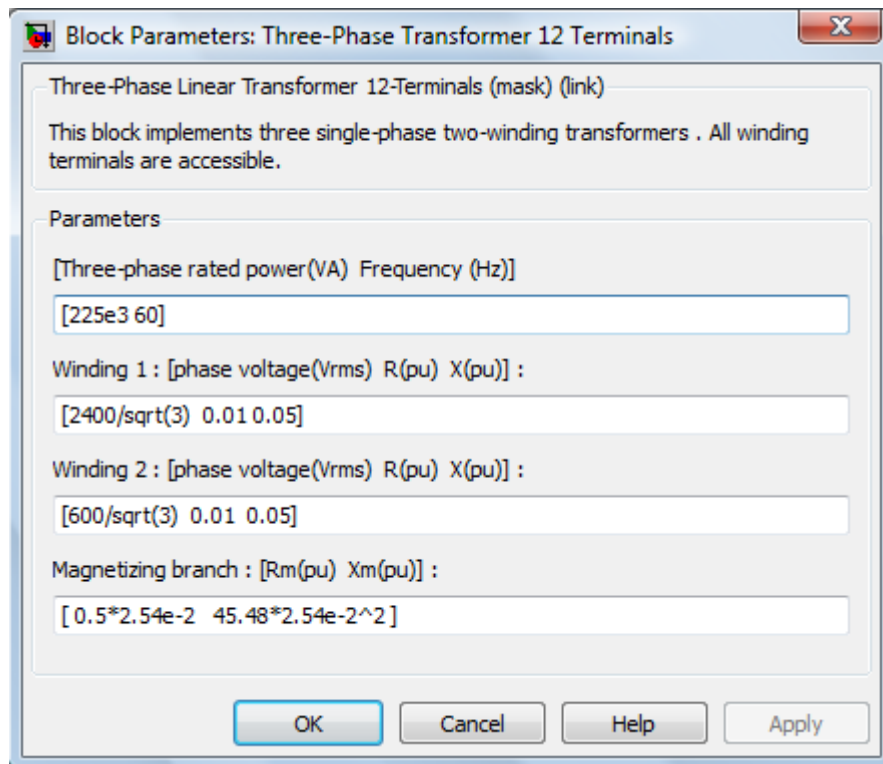 Block Parameters: Three-Phase Transformer 12 Terminals
Three-Phase Linear Transformer 12-Terminals (mask) (link)
This block implements three single-phase two-winding transformers . All winding
terminals are accessible.
Parameters
[Three-phase rated power(VA)  Frequency (Hz)]
[225e3 60]
Winding 1 : [phase voltage(Vrms)  R(pu)  X(pu)] :
[2400/sqrt(3)  0.01 0.05]
Winding 2 : [phase voltage(Vrms)  R(pu)  X(pu)] :
[600/sqrt(3)  0.01  0.05]
Magnetizing branch : [Rm(pu)  Xm(pu)] :
[ 0.5*2.54e-2   45.48*2.54e-2^2 ]
OK Cancel Help Apply